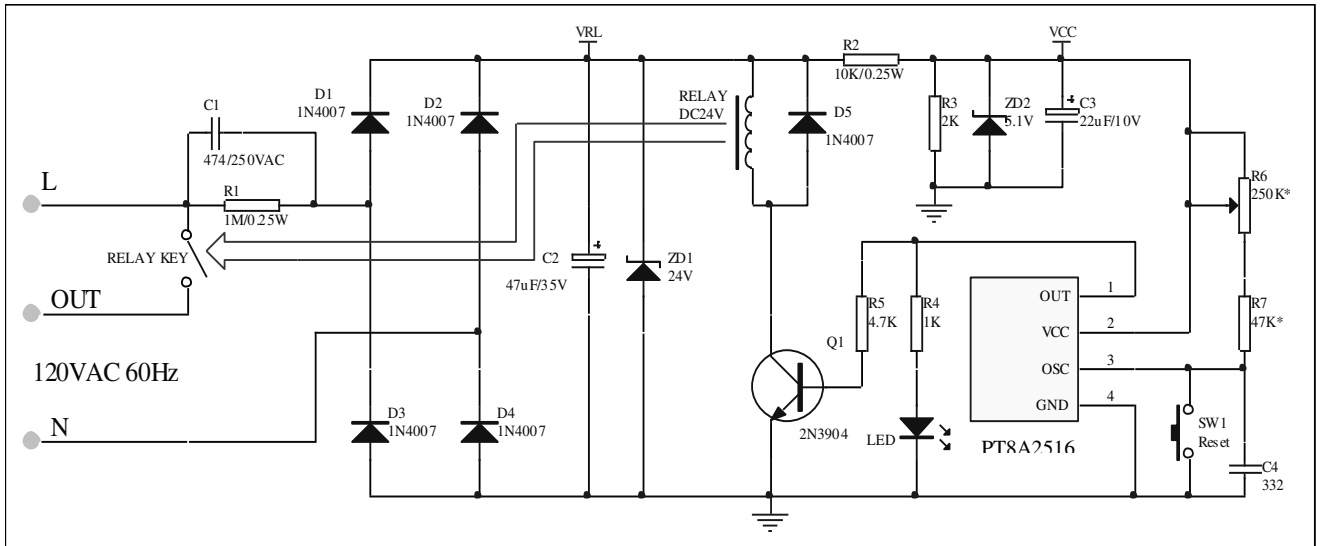 VRL
VCC
R2
10K/0.25W
D1
1N4007
D2
1N4007
RELAY
DC24V
D5
1N4007
R3
2K
ZD2
5.1V
C3
22uF/10V
C1
474/250VAC
L
R1
1M/0.25W
R6
250K*
RELAY KEY
C2
47uF/35V
ZD1
24V
OUT
R5
4.7K
R4
1K
OUT
1
VCC
2
OSC
3
GND
4
R7
47K*
Q1
120VAC 60Hz
D3
1N4007
D4
1N4007
N
2N3904
LED
PT8A2516
SW1
Reset
C4
332